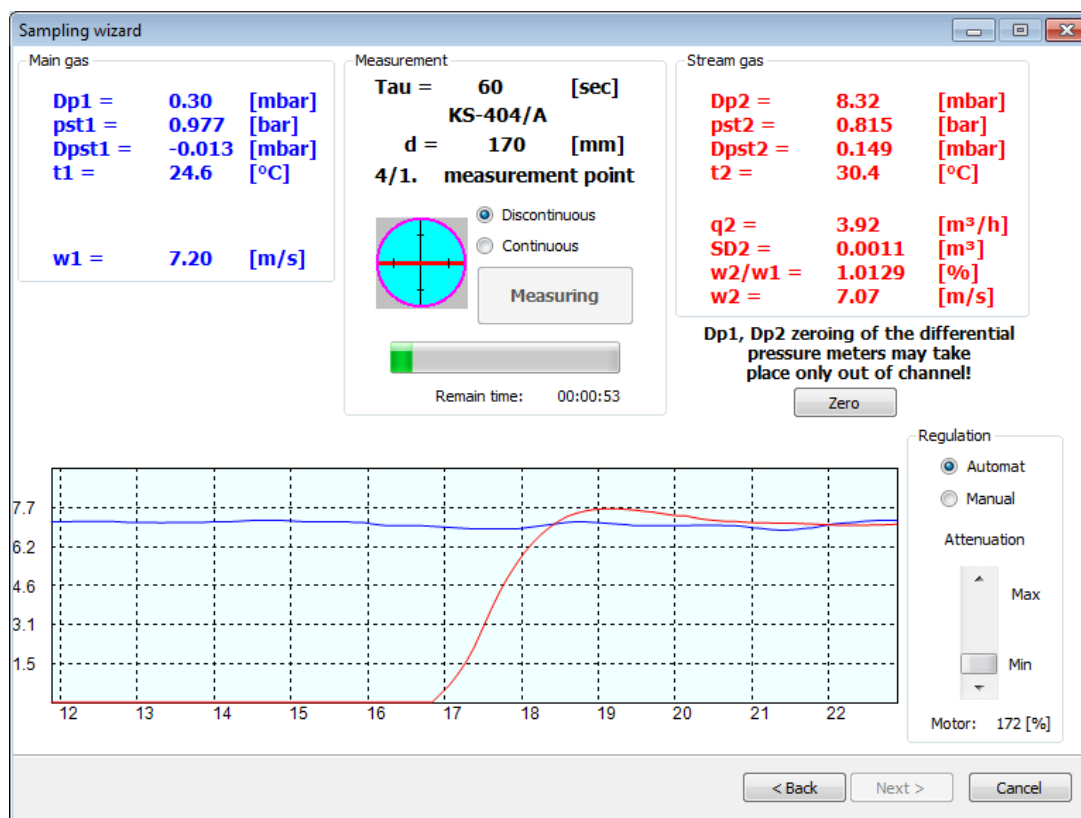 Sampling wizard
Main gas
Dp1 = 0.30 [mbar]
pst1 = 0.977 [bar]
Dpst1 = -0.013 [mbar]
t1 = 24.6 [°C]
w1 = 7.20 [m/s]
Measurement
Tau = 60 [sec]
KS-404/A
d = 170 [mm]
4/1. measurement point
Discontinuous
Continuous
Measuring
Remain time: 00:00:53
Stream gas
Dp2 = 8.32 [mbar]
pst2 = 0.815 [bar]
Dpst2 = 0.149 [mbar]
t2 = 30.4 [°C]
q2 = 3.92 [m³/h]
SD2 = 0.0011 [m³]
w2/w1 = 1.0129 [%]
w2 = 7.07 [m/s]
Dp1, Dp2 zeroing of the differential
pressure meters may take
place only out of channel!
Zero
7.7
6.2
4.6
3.1
1.5
12 13 14 15 16 17 18 19 20 21 22
Regulation
Automat
Manual
Attenuation
Max
Min
Motor: 172 [%]
< Back Next > Cancel